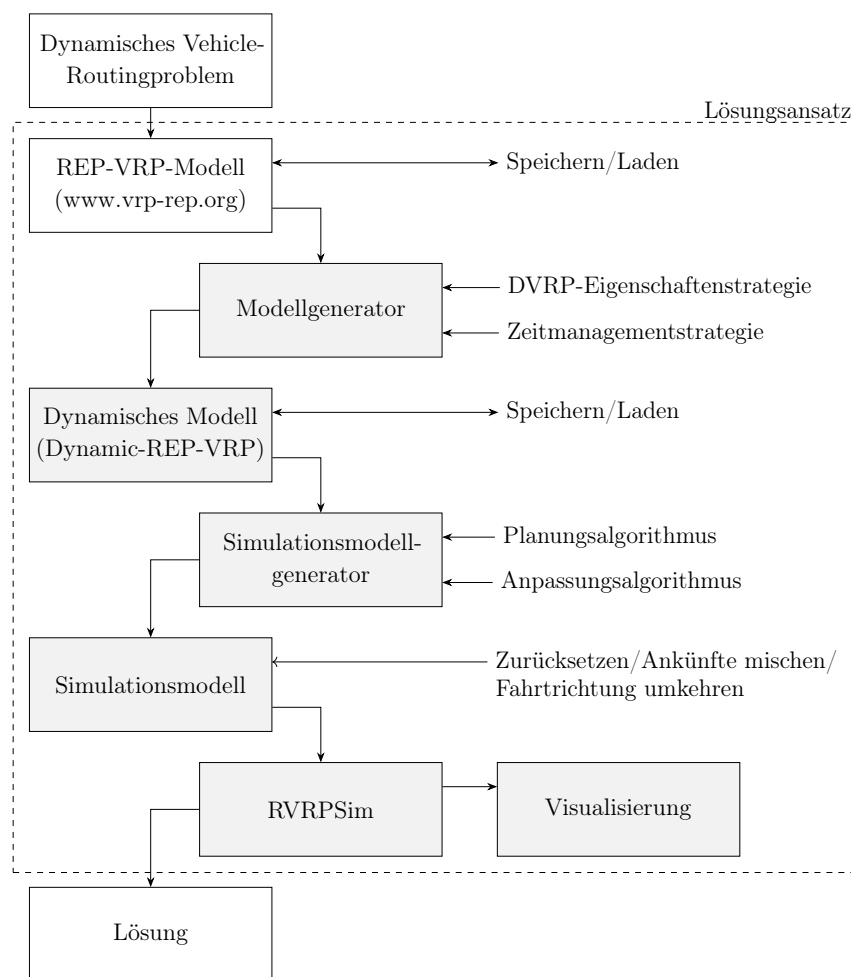 Dynamisches Vehicle-
Routingproblem
Lösungsansatz
REP-VRP-Modell
(www.vrp-rep.org)
Speichern/Laden
Modellgenerator
DVRP-Eigenschaftenstrategie
Zeitmanagementstrategie
Dynamisches Modell
(Dynamic-REP-VRP)
Speichern/Laden
Simulationsmodell-
generator
Planungsalgorithmus
Anpassungsalgorithmus
Simulationsmodell
Zurücksetzen/Ankünfte mischen/
Fahrtrichtung umkehren
RVRPSim
Visualisierung
Lösung